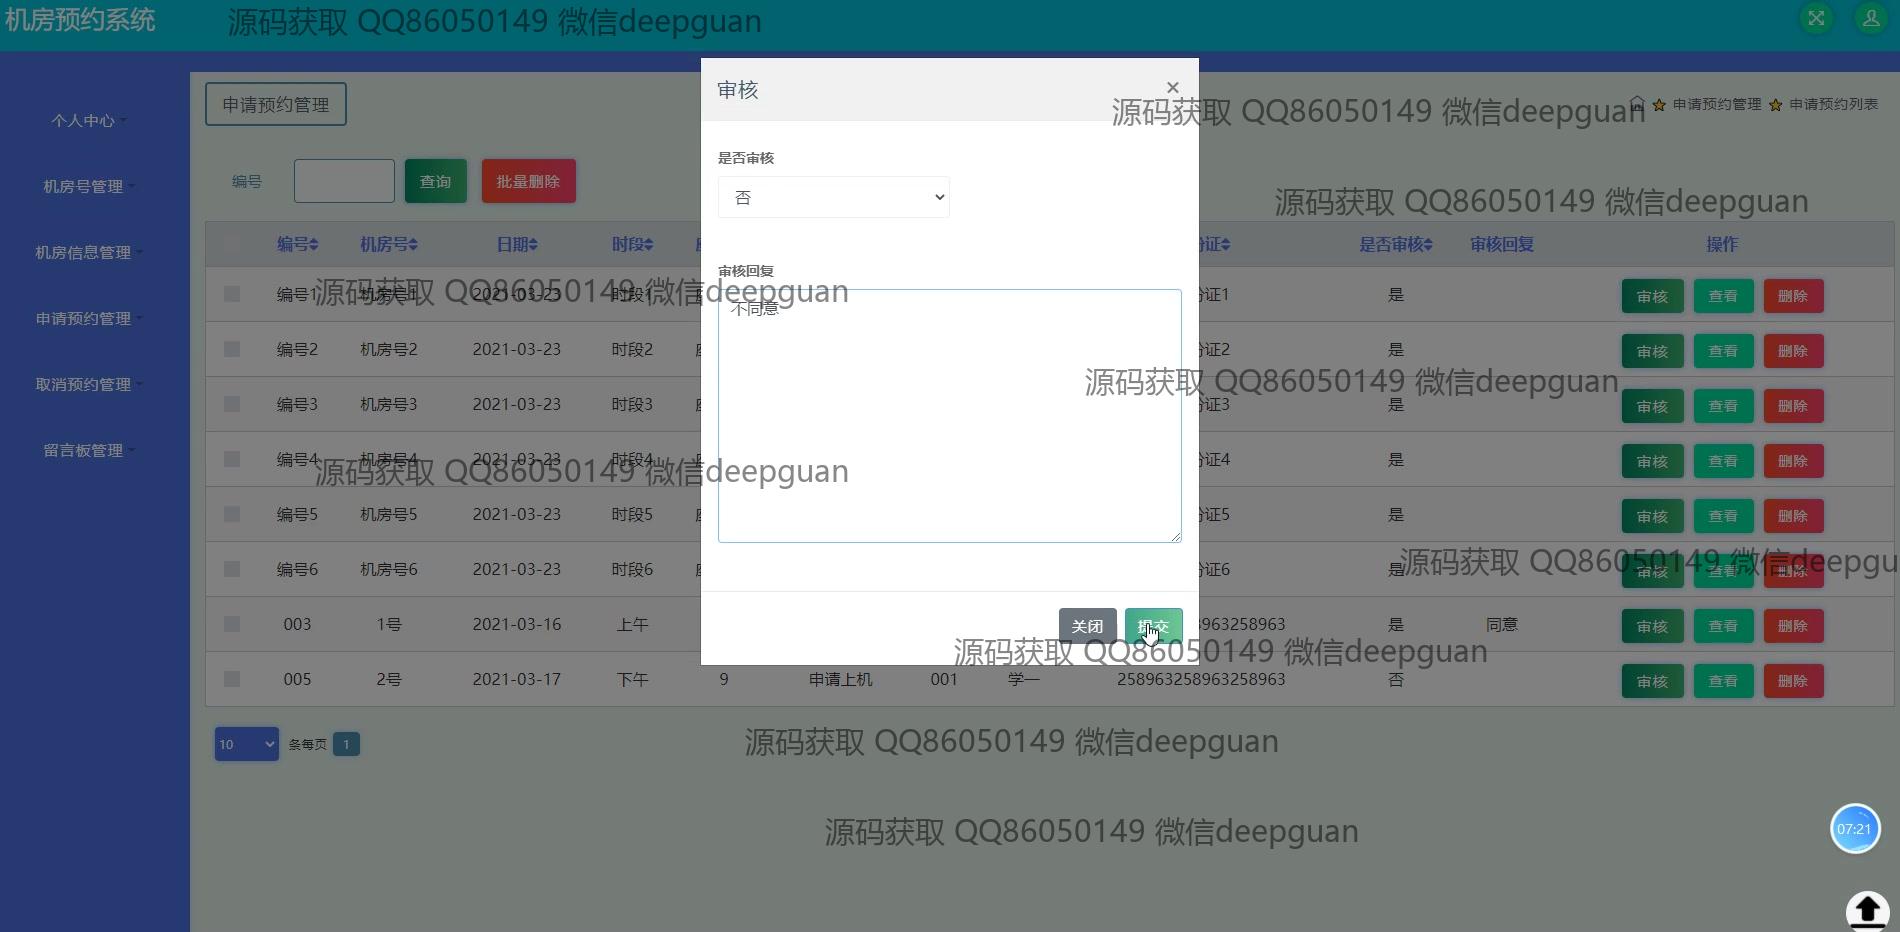 机房预约系统
源码获取 QQ86050149 微信deepguan
个人中心
机房号管理
机房信息管理
申请预约管理
取消预约管理
留言板管理
申请预约管理
源码获取 QQ86050149 微信deepguan
申请预约管理 申请预约列表
编号 查询 批量删除
源码获取 QQ86050149 微信deepguan
编号 机房号 日期 时段 份证 是否审核 审核回复 操作
编号1 机房号1 2021-03-23 时段1 份证1 是 审核 查看 删除
源码获取 QQ86050149 微信deepguan
编号2 机房号2 2021-03-23 时段2 份证2 是 审核 查看 删除
源码获取 QQ86050149 微信deepguan
编号3 机房号3 2021-03-23 时段3 份证3 是 审核 查看 删除
编号4 机房号4 2021-03-23 时段4 份证4 是 审核 查看 删除
源码获取 QQ86050149 微信deepguan
编号5 机房号5 2021-03-23 时段5 份证5 是 审核 查看 删除
源码获取 QQ86050149 微信deepgu
编号6 机房号6 2021-03-23 时段6 份证6 是 审核 查看 删除
003 1号 2021-03-16 上午 8963258963 是 同意 审核 查看 删除
源码获取 QQ86050149 微信deepguan
005 2号 2021-03-17 下午 9 申请上机 001 学一 258963258963258963 否 审核 查看 删除
10 条每页 1
源码获取 QQ86050149 微信deepguan
源码获取 QQ86050149 微信deepguan
审核 ×
是否审核
否
审核回复
不同意
关闭 提交
07:21